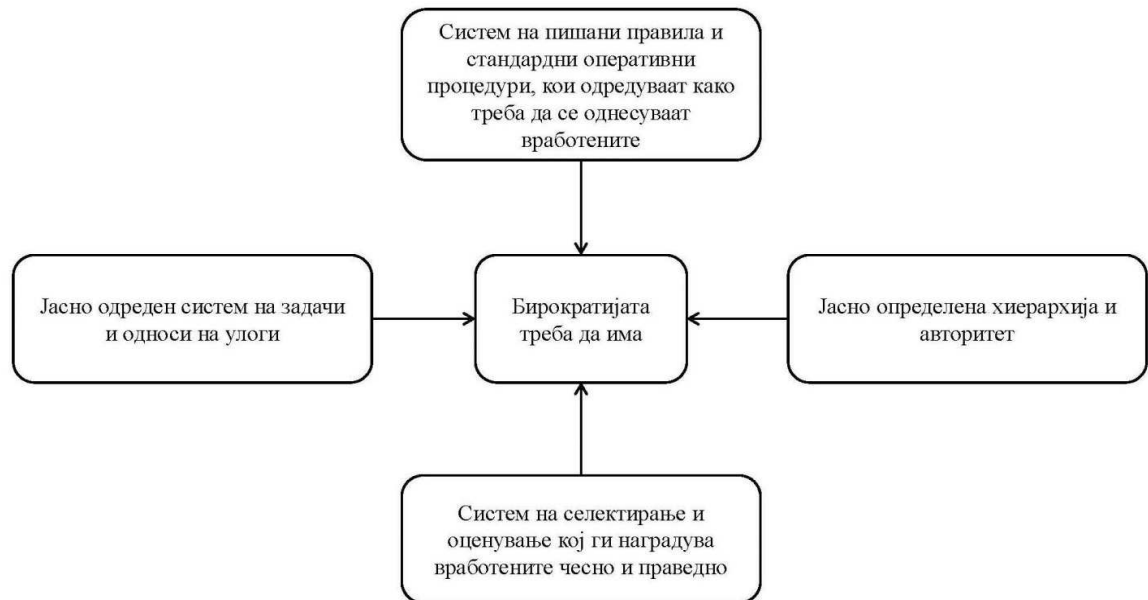 Систем на пишани правила и
стандардни оперативни
процедури, кои одредуваат како
треба да се однесуваат
вработените
Јасно одреден систем на задачи
и односи на улоги
Бирократијата
треба да има
Јасно определена хиерархија и
авторитет
Систем на селектирање и
оценување кој ги наградува
вработените чесно и праведно